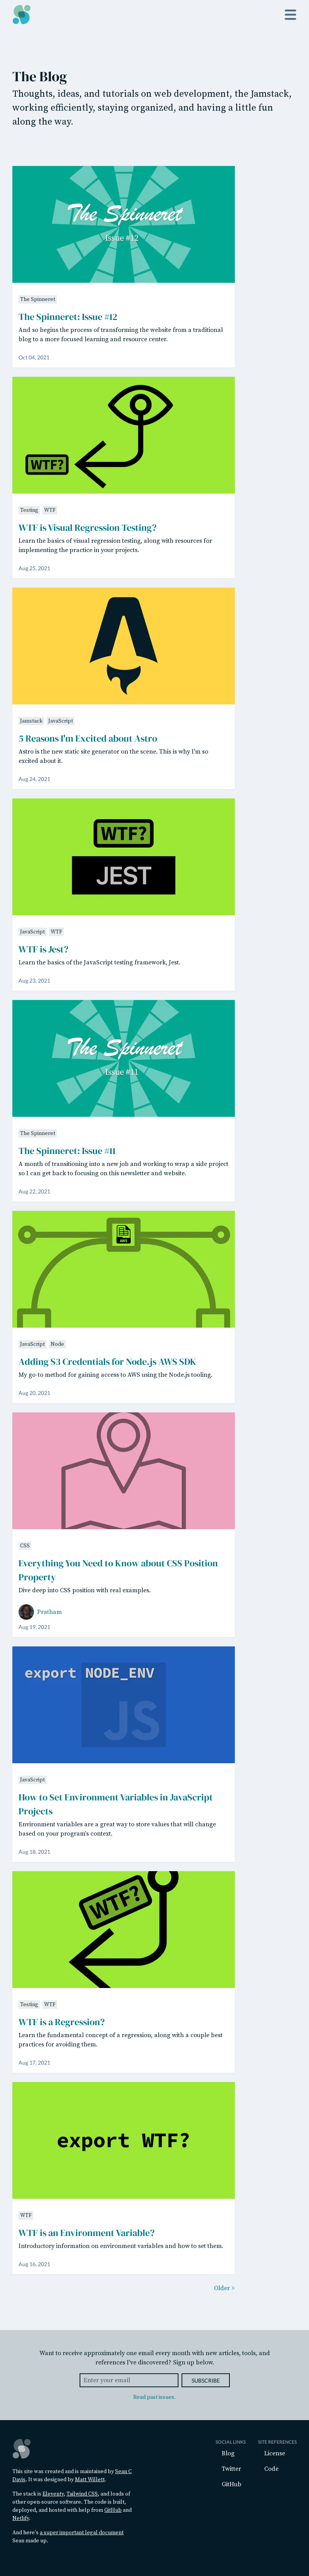 The Blog
Thoughts, ideas, and tutorials on web development, the Jamstack,
working efficiently, staying organized, and having a little fun
along the way.
The Spinneret
Issue #12
The Spinneret
The Spinneret: Issue #12
And so begins the process of transforming the website from a traditional
blog to a more focused learning and resource center.
Oct 04, 2021
WTF?
Testing WTF
WTF is Visual Regression Testing?
Learn the basics of visual regression testing, along with resources for
implementing the practice in your projects.
Aug 25, 2021
Jamstack JavaScript
5 Reasons I'm Excited about Astro
Astro is the new static site generator on the scene. This is why I'm so
excited about it.
Aug 24, 2021
WTF?
JEST
JavaScript WTF
WTF is Jest?
Learn the basics of the JavaScript testing framework, Jest.
Aug 23, 2021
The Spinneret
Issue #11
The Spinneret
The Spinneret: Issue #11
A month of transitioning into a new job and working to wrap a side project
so I can get back to focusing on this newsletter and website.
Aug 22, 2021
JavaScript Node
Adding S3 Credentials for Node.js AWS SDK
My go-to method for gaining access to AWS using the Node.js tooling.
Aug 20, 2021
CSS
Everything You Need to Know about CSS Position
Property
Dive deep into CSS position with real examples.
Pratham
Aug 19, 2021
export NODE_ENV
JS
JavaScript
How to Set Environment Variables in JavaScript
Projects
Environment variables are a great way to store values that will change
based on your program's context.
Aug 18, 2021
WTF?
Testing WTF
WTF is a Regression?
Learn the fundamental concept of a regression, along with a couple best
practices for avoiding them.
Aug 17, 2021
export WTF?
WTF
WTF is an Environment Variable?
Introductory information on environment variables and how to set them.
Aug 16, 2021
Older >
Want to receive approximately one email every month with new articles, tools, and
references I've discovered? Sign up below.
Enter your email SUBSCRIBE
Read past issues.
This site was created and is maintained by Sean C
Davis. It was designed by Matt Willett.
The stack is Eleventy, Tailwind CSS, and loads of
other open-source software. The code is built,
deployed, and hosted with help from GitHub and
Netlify.
And here's a super important legal document
Sean made up.
SOCIAL LINKS
Blog
Twitter
GitHub
SITE REFERENCES
License
Code